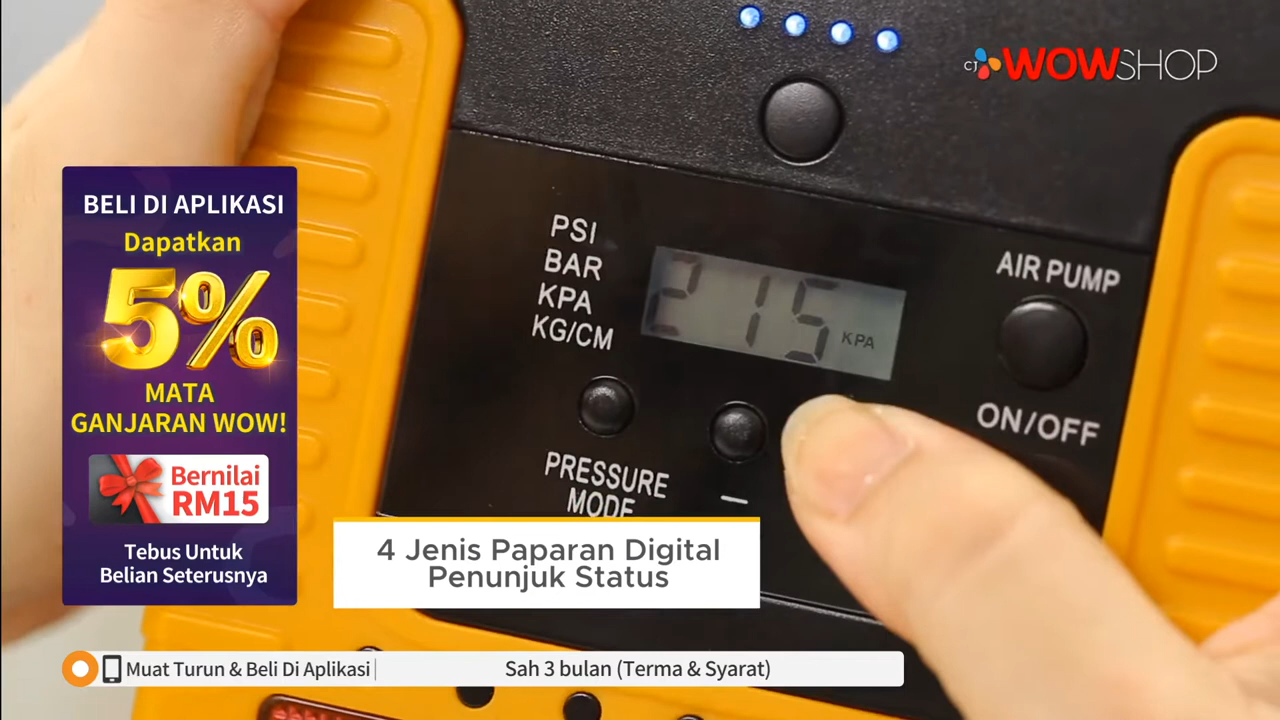 CJ WOWSHOP
BELI DI APLIKASI
Dapatkan
5%
MATA
GANJARAN WOW!
Bernilai
RM15
Tebus Untuk
Belian Seterusnya
PSI
BAR
KPA
KG/CM
215 KPA
AIR PUMP
ON/OFF
PRESSURE
MODE
–
4 Jenis Paparan Digital
Penunjuk Status
Muat Turun & Beli Di Aplikasi
Sah 3 bulan (Terma & Syarat)